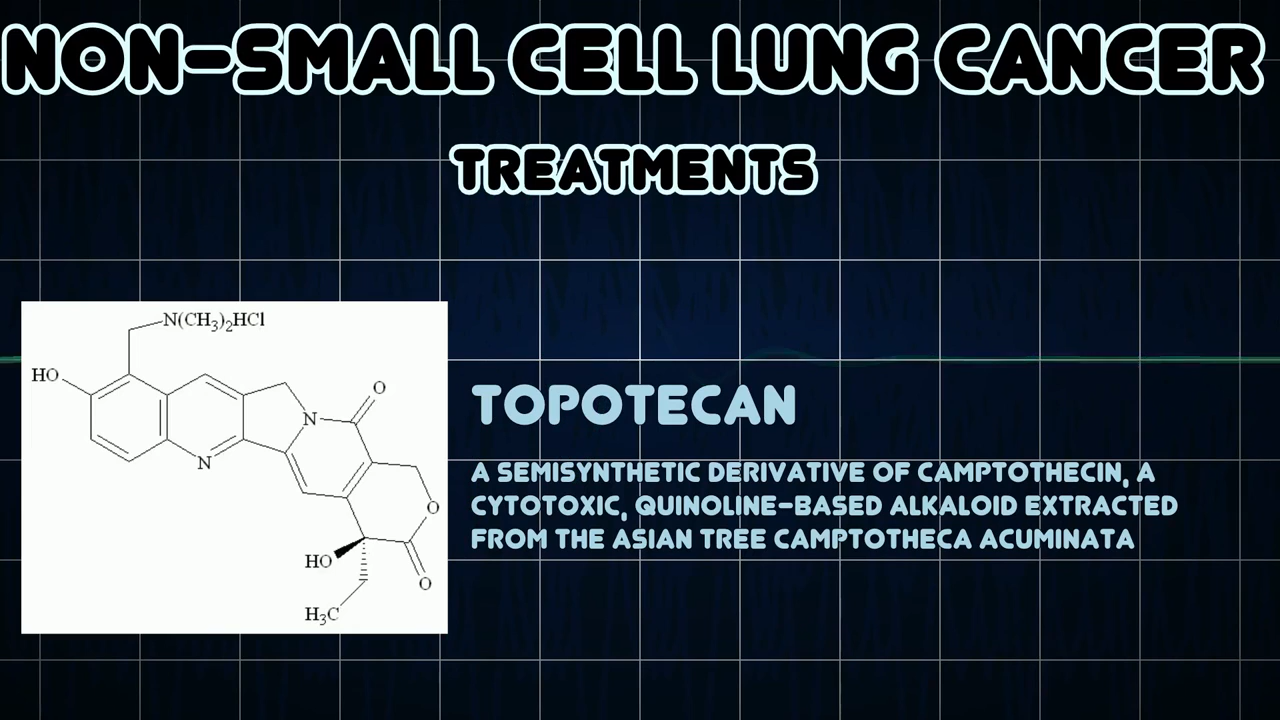 NON-SMALL CELL LUNG CANCER
TREATMENTS
N(CH₃)₂HCl
HO
O
N
N
O
HO
O
H₃C
TOPOTECAN
A SEMISYNTHETIC DERIVATIVE OF CAMPTOTHECIN, A
CYTOTOXIC, QUINOLINE-BASED ALKALOID EXTRACTED
FROM THE ASIAN TREE CAMPTOTHECA ACUMINATA